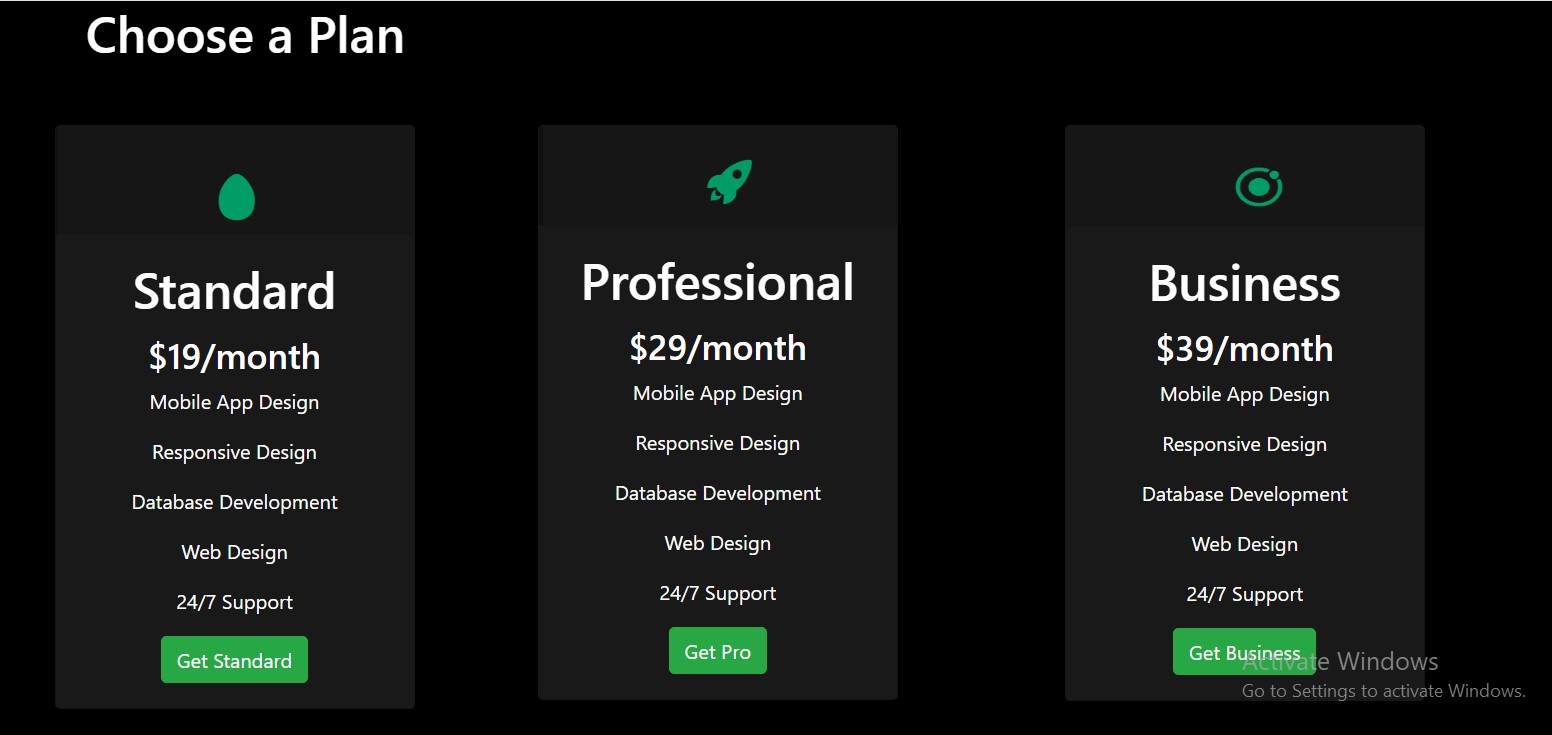 Choose a Plan
Standard
$19/month
Mobile App Design
Responsive Design
Database Development
Web Design
24/7 Support
Get Standard
Professional
$29/month
Mobile App Design
Responsive Design
Database Development
Web Design
24/7 Support
Get Pro
Business
$39/month
Mobile App Design
Responsive Design
Database Development
Web Design
24/7 Support
Get Business
Activate Windows
Go to Settings to activate Windows.